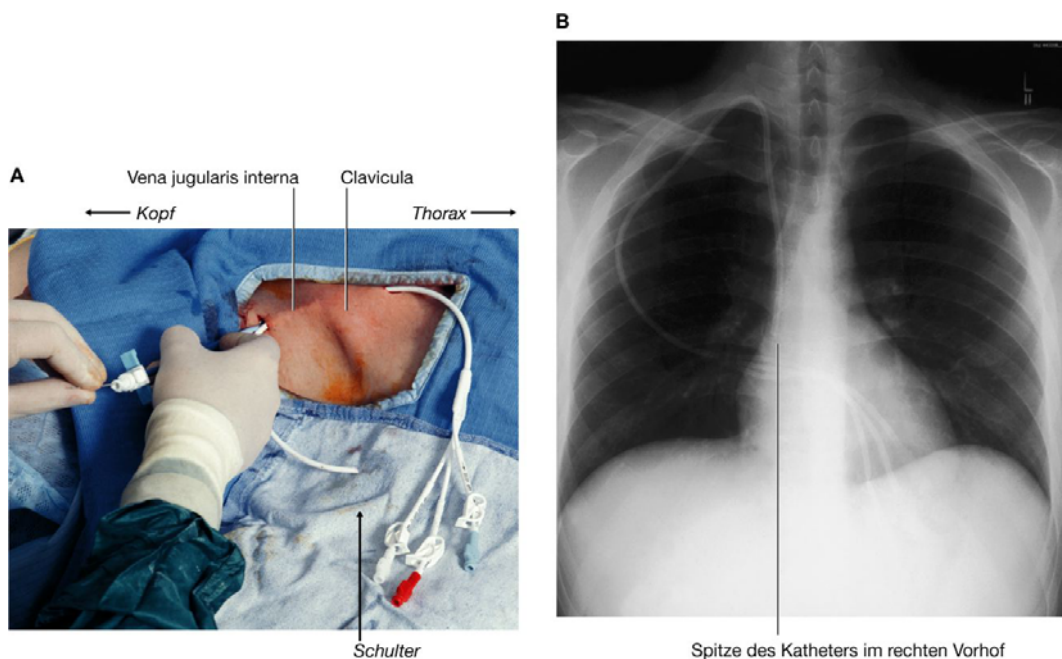 A
Vena jugularis interna
Clavicula
Kopf
Thorax
Schulter
B
L
Spitze des Katheters im rechten Vorhof